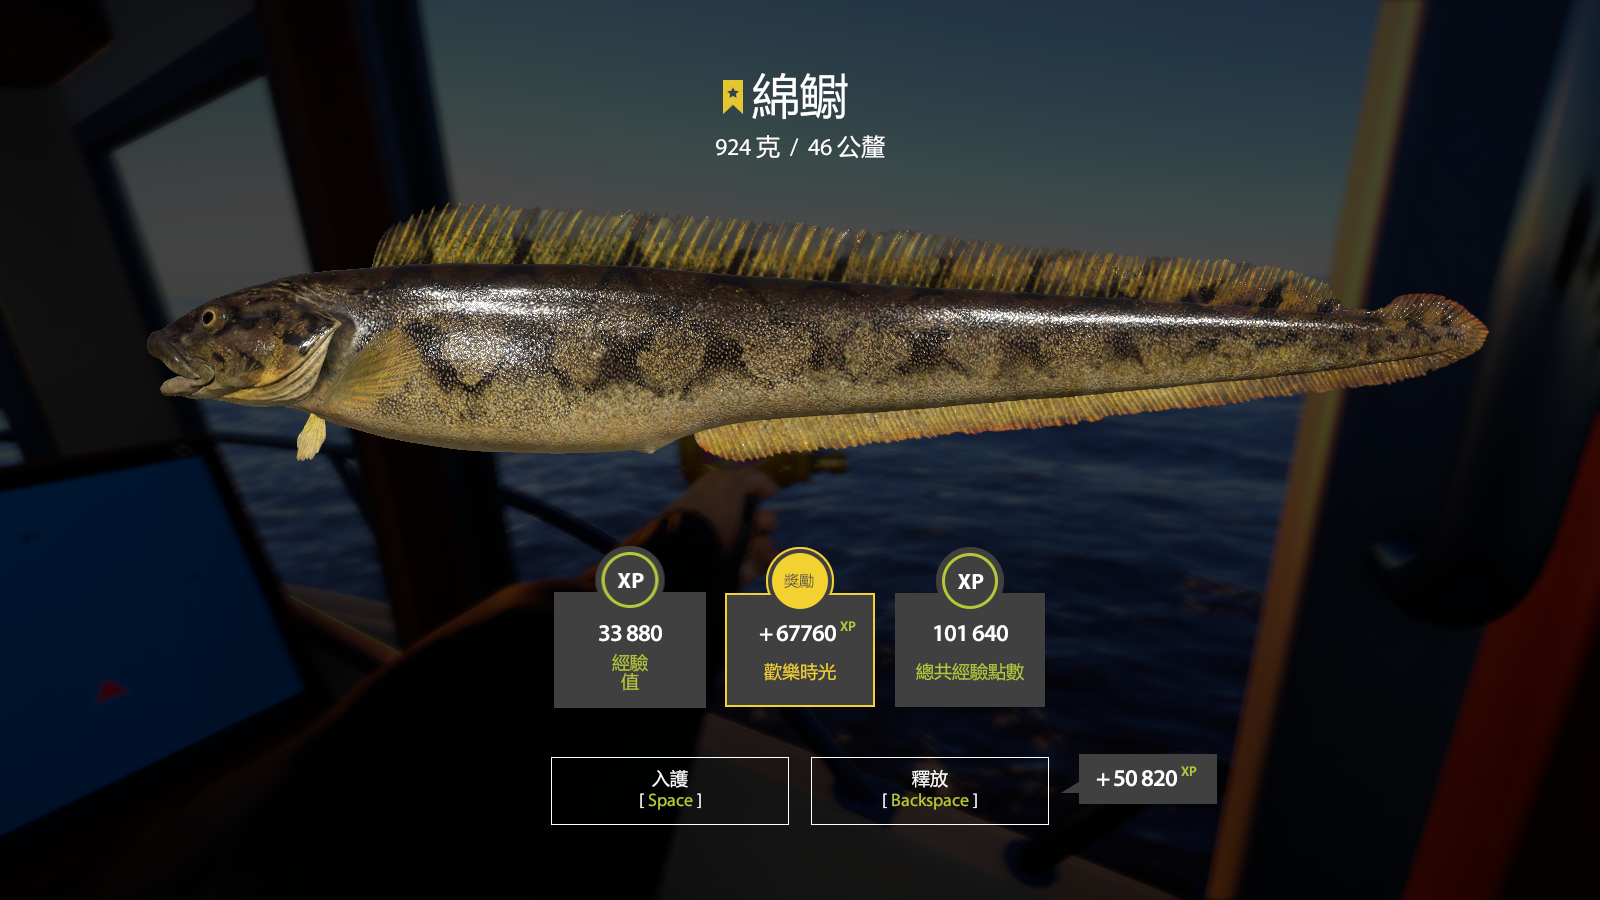 綿鳚
924 克 / 46 公釐
XP
33 880
經驗
值
獎勵
+67760 XP
歡樂時光
XP
101 640
總共經驗點數
入護
[ Space ]
釋放
[ Backspace ]
+50 820 XP